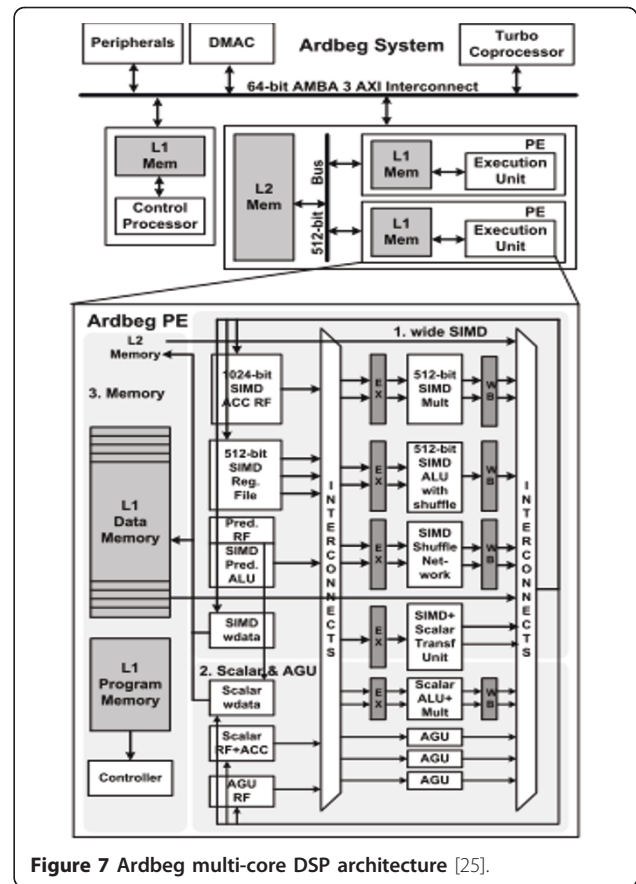 Peripherals
DMAC
Ardbeg System
Turbo
Coprocessor
64-bit AMBA 3 AXI Interconnect
L1
Mem
Control
Processor
L2
Mem
512-bit Bus
PE
L1
Mem
Execution
Unit
PE
L1
Mem
Execution
Unit
Ardbeg PE
L2
Memory
1. wide SIMD
3. Memory
1024-bit
SIMD
ACC RF
EX
512-bit
SIMD
Mult
WB
512-bit
SIMD
Reg.
File
EX
512-bit
SIMD
ALU
with
shuffle
WB
INTERCONNECTS
INTERCONNECTS
L1
Data
Memory
Pred.
RF
SIMD
Pred.
ALU
EX
SIMD
Shuffle
Net-
work
WB
SIMD
wdata
EX
SIMD+
Scalar
Transf
Unit
2. Scalar & AGU
L1
Program
Memory
Scalar
wdata
EX
Scalar
ALU+
Mult
WB
Scalar
RF+ACC
AGU
AGU
AGU
Controller
AGU
RF
Figure 7 Ardbeg multi-core DSP architecture [25].